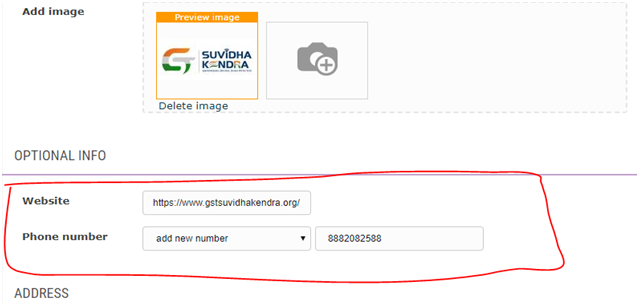 Add image
Preview image
SUVIDHA
KENDRA
Delete image
OPTIONAL INFO
Website
https://www.gstsuvidhakendra.org/
Phone number
add new number
8882082588
ADDRESS